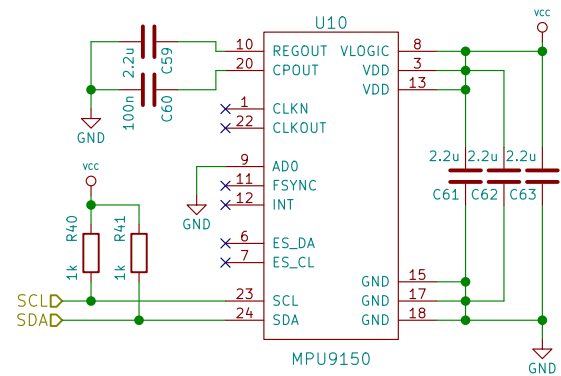 U10
vcc
2.2u
C59
10 REGOUT VLOGIC 8
20 CPOUT VDD 3
VDD 13
100n
C60
1 CLKN
22 CLKOUT
GND
9 AD0
11 FSYNC
12 INT
vcc
GND
R40
1k
R41
1k
2.2u 2.2u 2.2u
C61 C62 C63
6 ES_DA
7 ES_CL
GND 15
SCL 23 SCL GND 17
SDA 24 SDA GND 18
MPU9150
GND